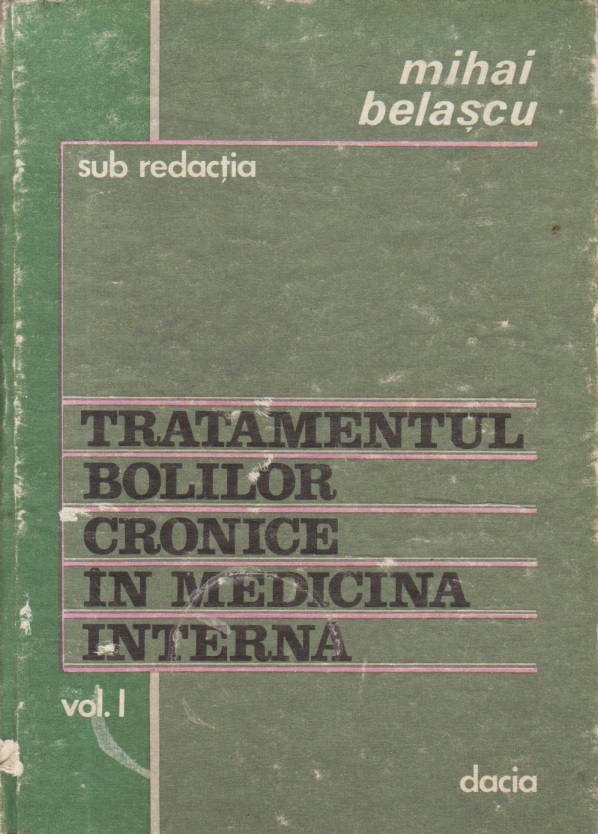 mihai
belașcu
sub redacția
TRATAMENTUL
BOLILOR
CRONICE
ÎN MEDICINA
INTERNĂ
vol. I
dacia